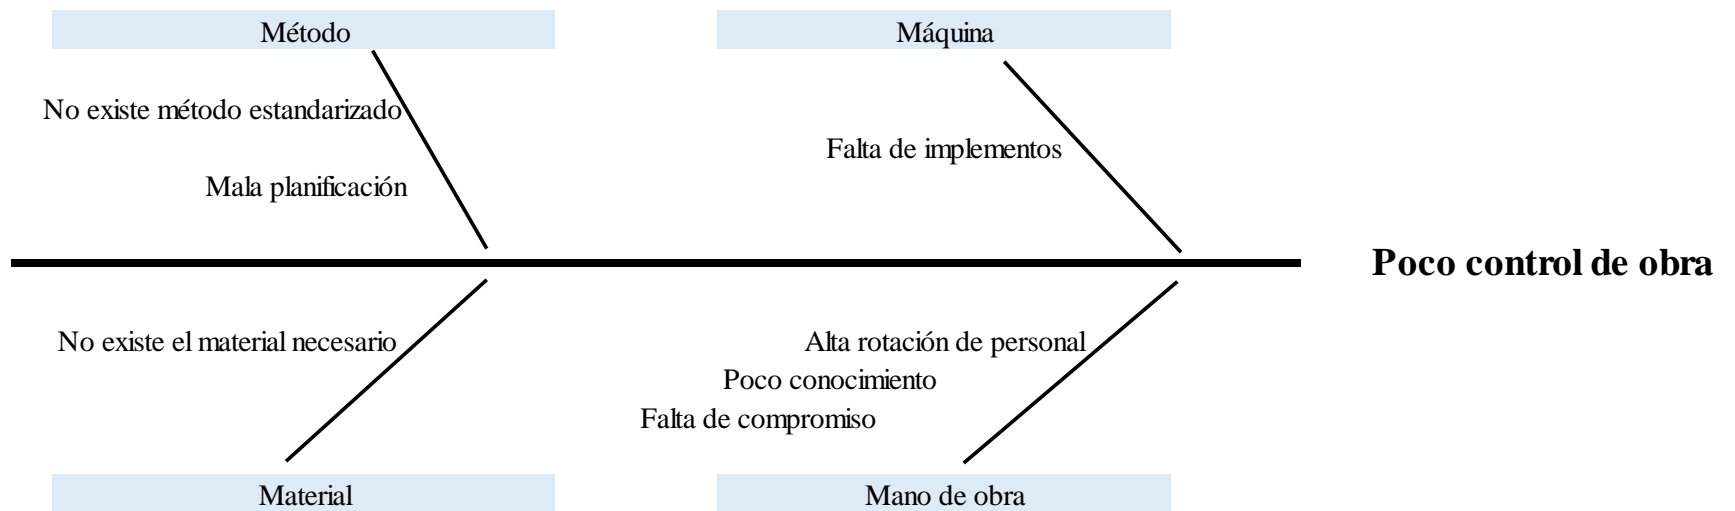 Método
Máquina
No existe método estandarizado
Falta de implementos
Mala planificación
Poco control de obra
No existe el material necesario
Alta rotación de personal
Poco conocimiento
Falta de compromiso
Material
Mano de obra